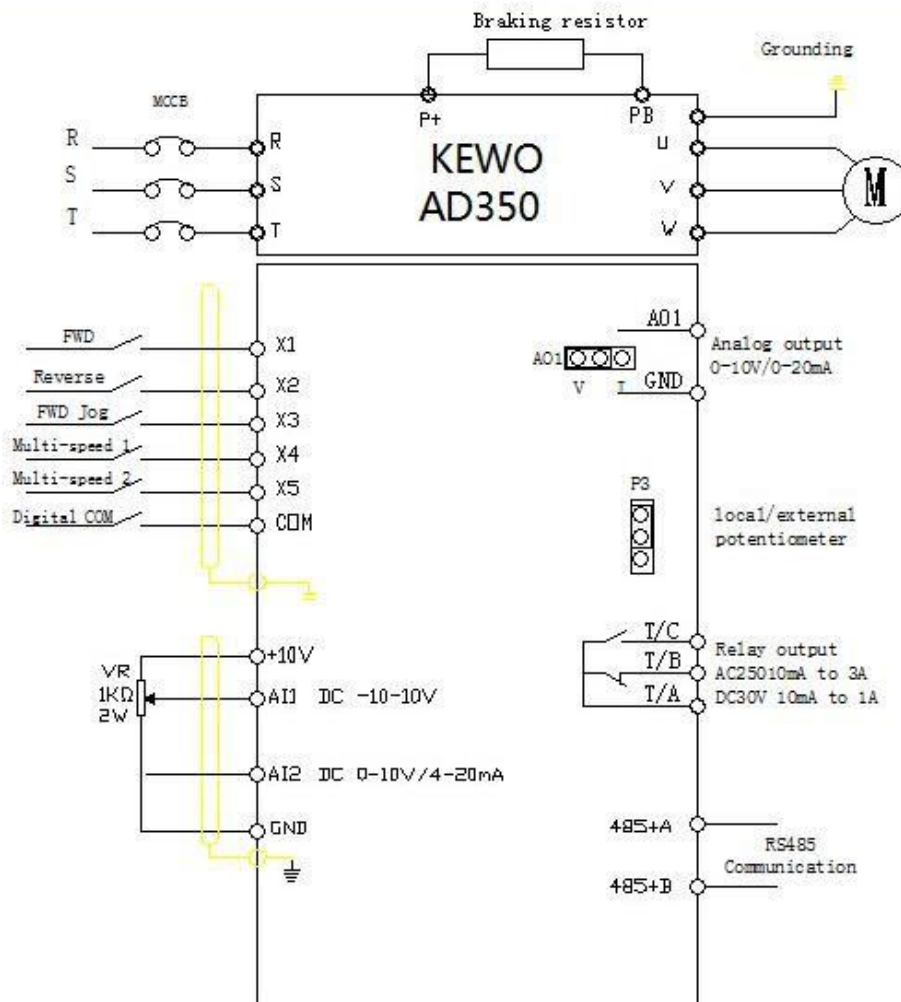 Braking resistor
Grounding
MCCB
P+
PB
R
R
U
S
S
KEWO
AD350
V
M
T
T
W
FWD
X1
Reverse
X2
FWD Jog
X3
Multi-speed 1
X4
Multi-speed 2
X5
Digital COM
COM
AO1
AO1
V
I
GND
Analog output
0-10V/0-20mA
P3
local/external
potentiometer
+10V
VR
1KΩ
2W
AI1 DC -10-10V
AI2 DC 0-10V/4-20mA
GND
T/C
T/B
T/A
Relay output
AC25010mA to 3A
DC30V 10mA to 1A
485+A
485+B
RS485
Communication